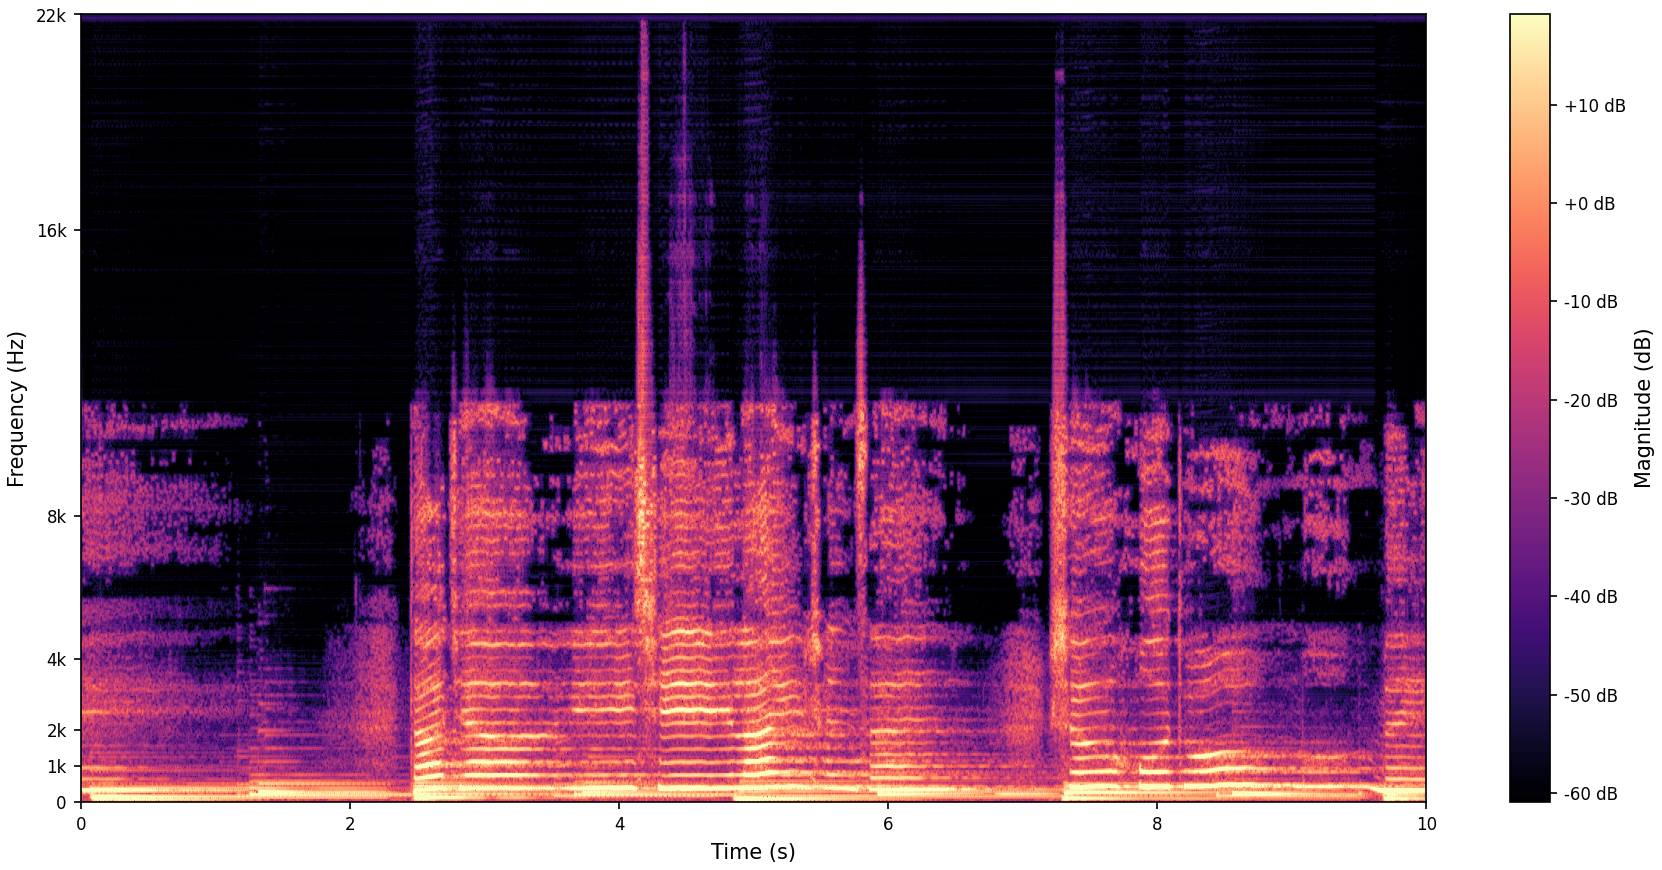 22k
16k
8k
4k
2k
1k
0
0
2
4
6
8
10
Time (s)
Frequency (Hz)
+10 dB
+0 dB
-10 dB
-20 dB
-30 dB
-40 dB
-50 dB
-60 dB
Magnitude (dB)